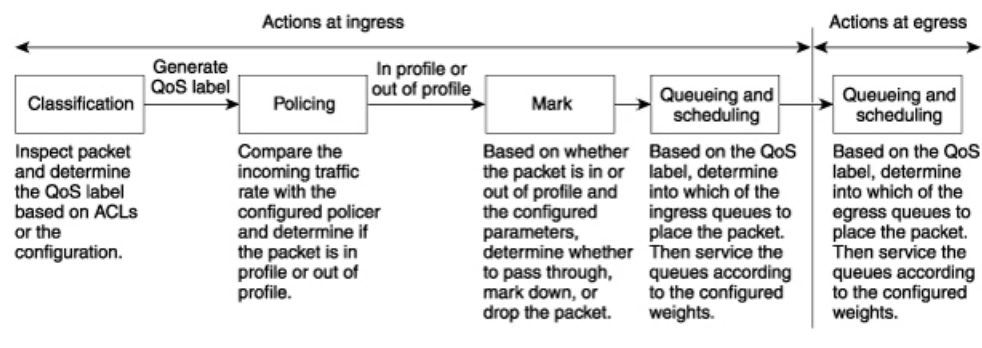 Actions at ingress
Actions at egress
Classification
Generate
QoS label
Policing
In profile or
out of profile
Mark
Queueing and
scheduling
Queueing and
scheduling
Inspect packet
and determine
the QoS label
based on ACLs
or the
configuration.
Compare the
incoming traffic
rate with the
configured policer
and determine if
the packet is in
profile or out of
profile.
Based on whether
the packet is in or
out of profile and
the configured
parameters,
determine whether
to pass through,
mark down, or
drop the packet.
Based on the QoS
label, determine
into which of the
ingress queues to
place the packet.
Then service the
queues according
to the configured
weights.
Based on the QoS
label, determine
into which of the
egress queues to
place the packet.
Then service the
queues according
to the configured
weights.